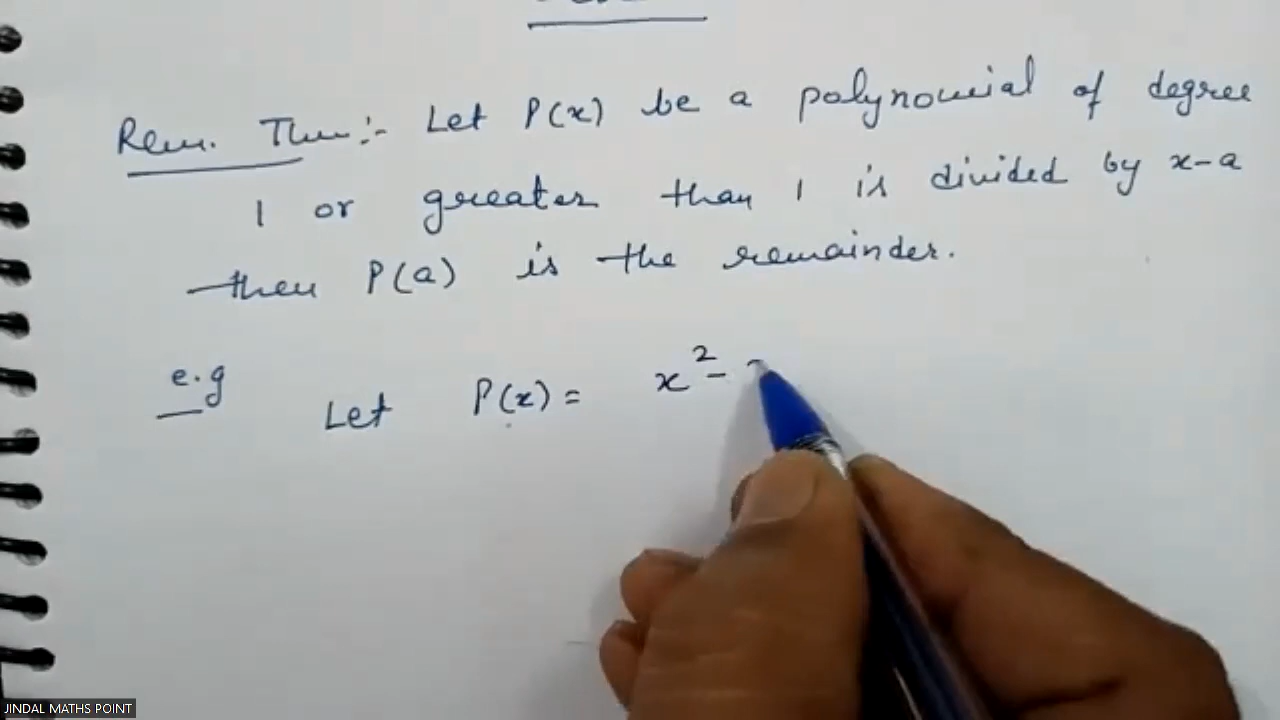 Rem. Thm :- Let P(x) be a polynomial of degree
1 or greater than 1 is divided by x-a
then P(a) is the remainder.
e.g Let P(x) = x² -
JINDAL MATHS POINT